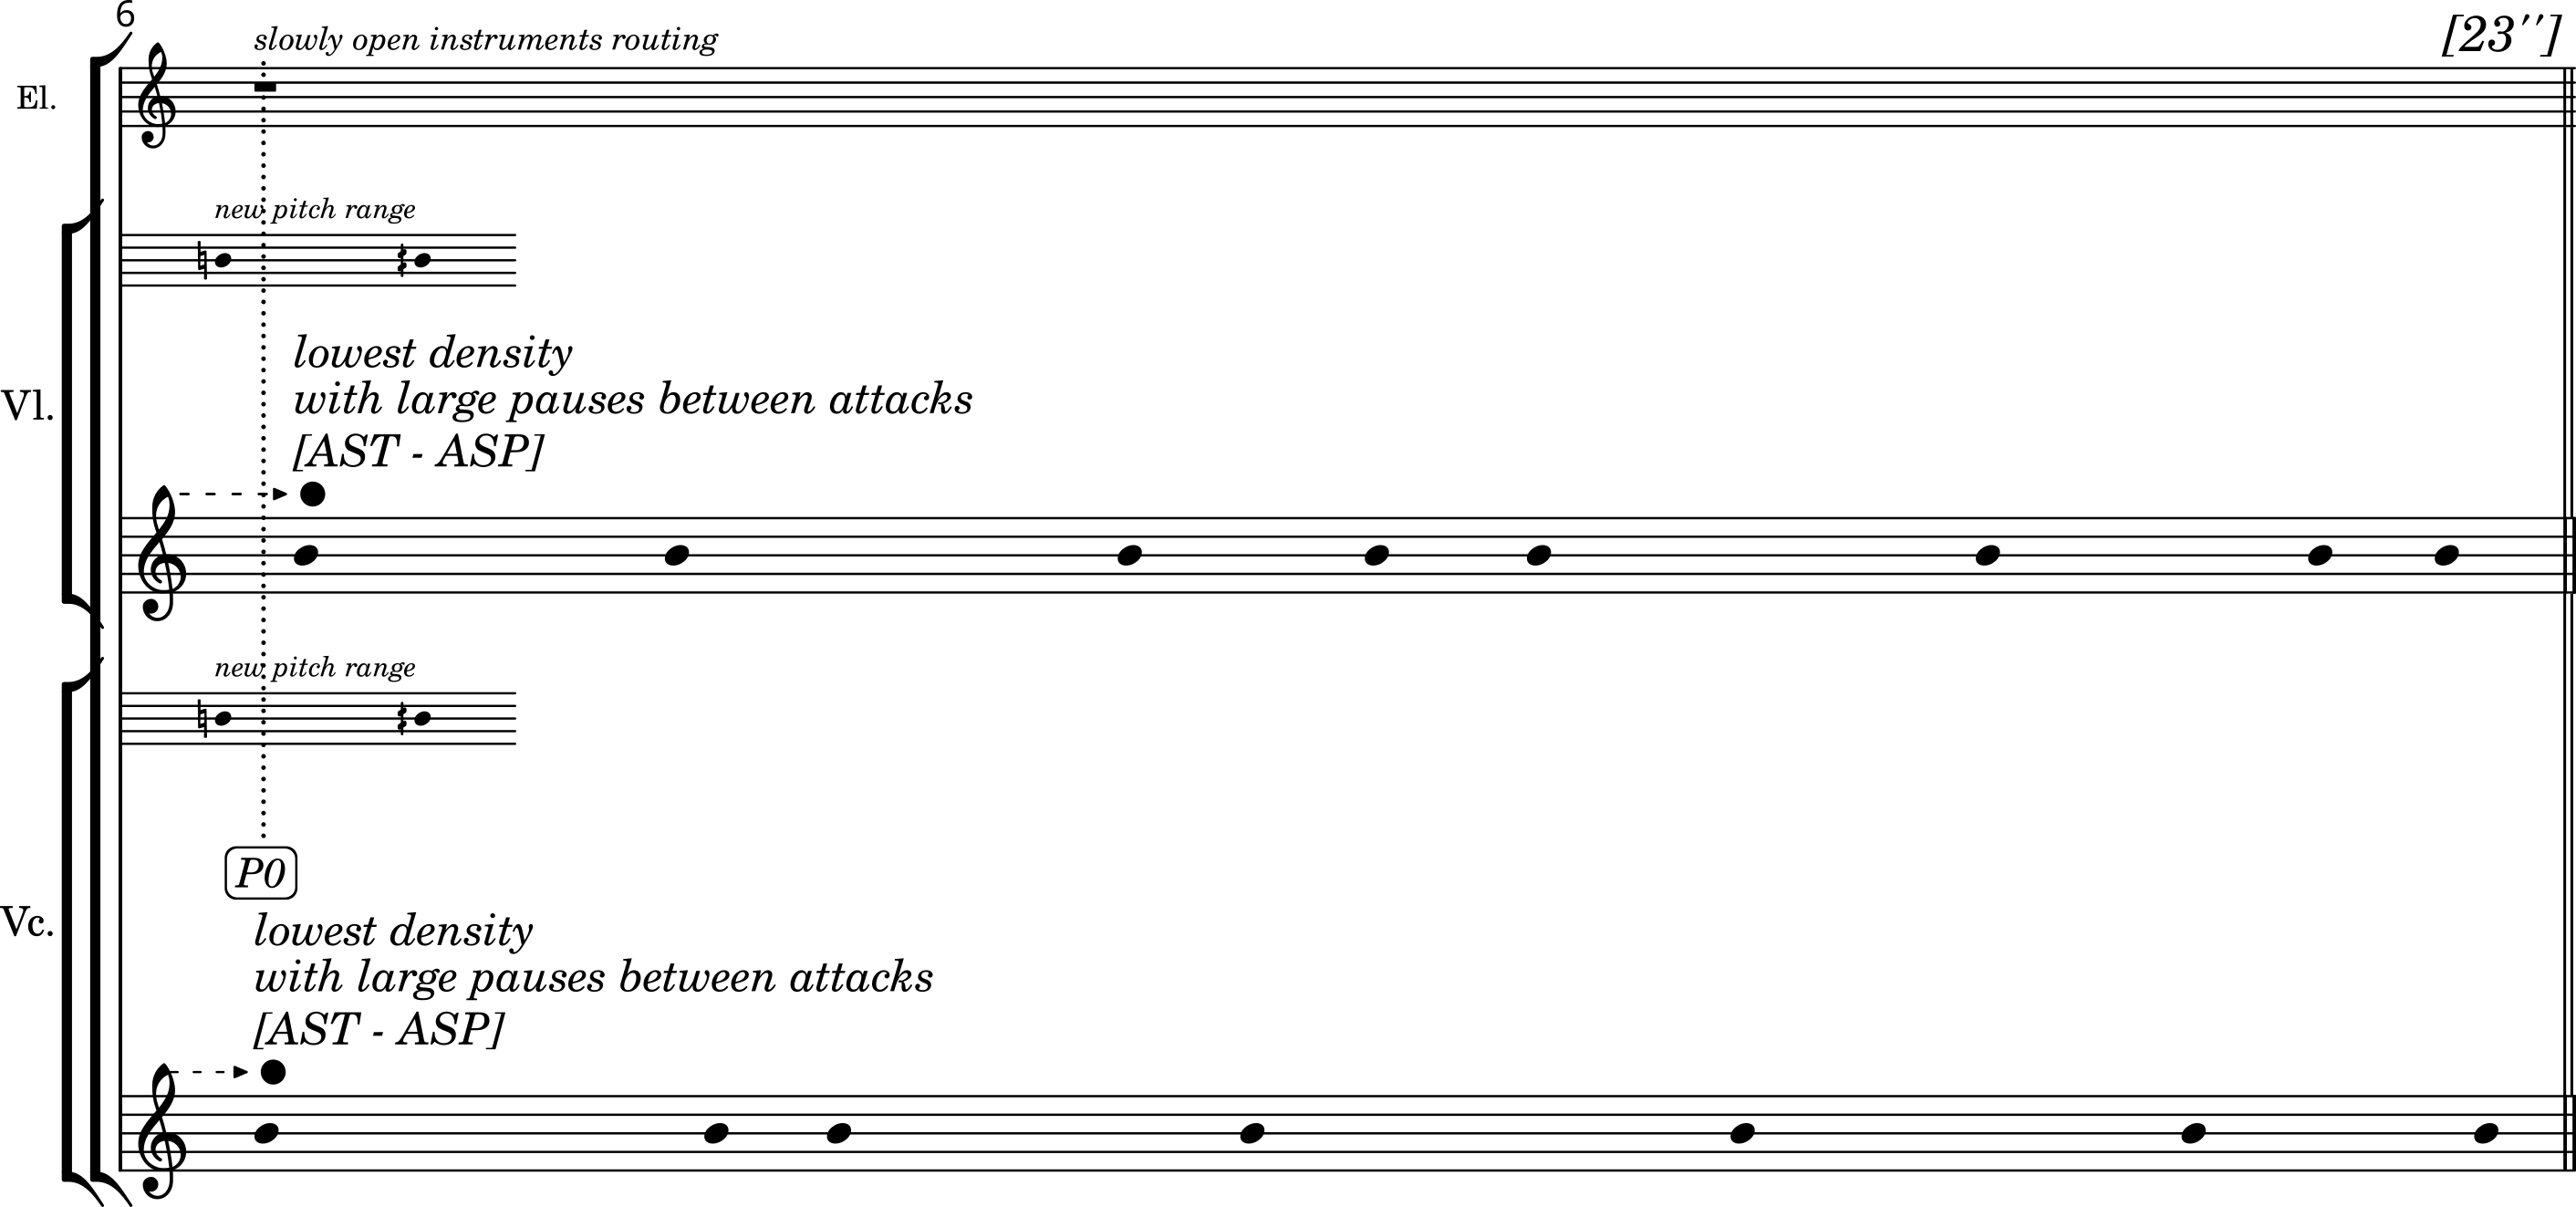 6
slowly open instruments routing
[23′′]
El.
new pitch range
lowest density
with large pauses between attacks
[AST - ASP]
Vl.
new pitch range
P0
lowest density
with large pauses between attacks
[AST - ASP]
Vc.